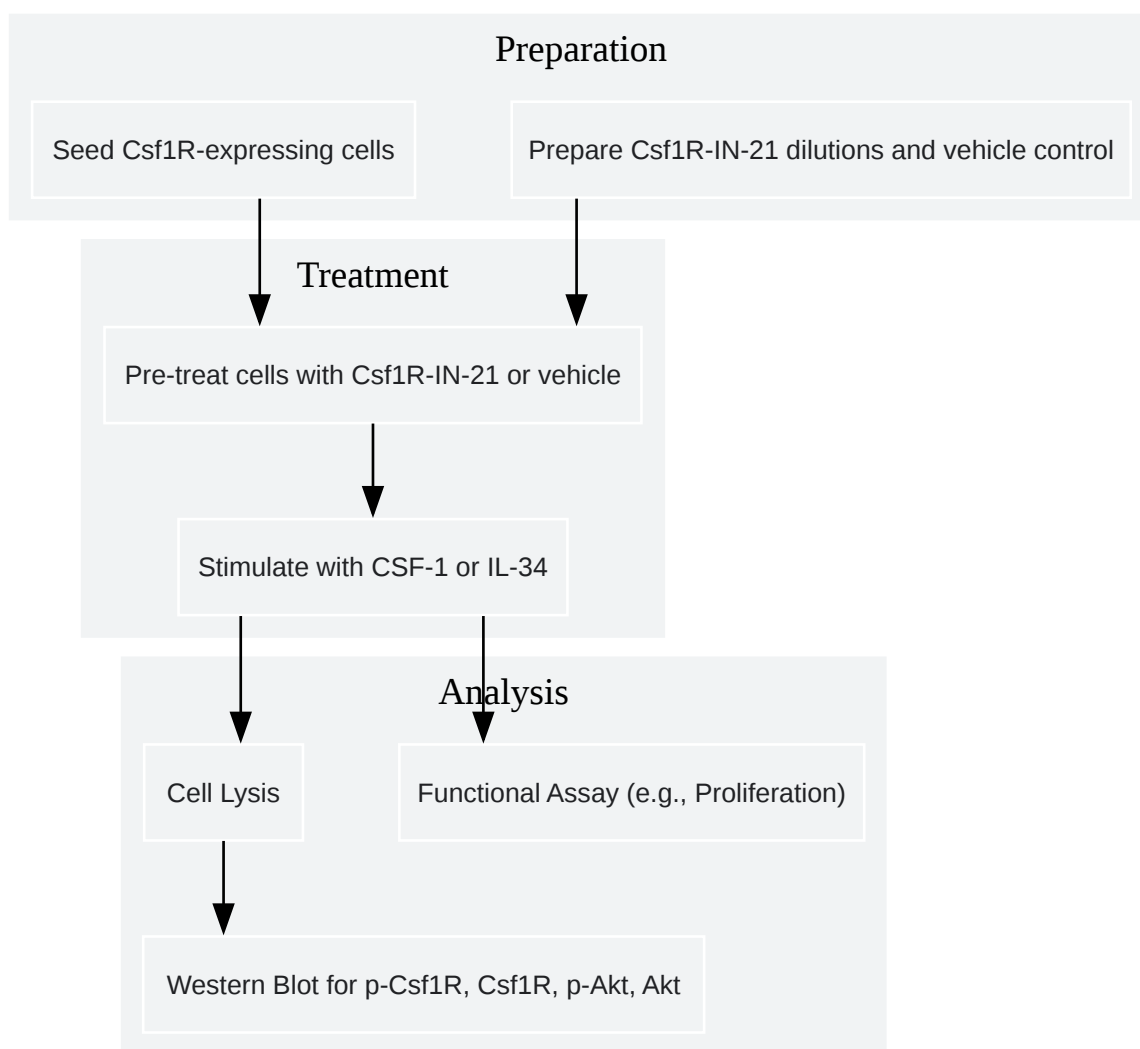 Preparation
Seed Csf1R-expressing cells
Prepare Csf1R-IN-21 dilutions and vehicle control
Treatment
Pre-treat cells with Csf1R-IN-21 or vehicle
Stimulate with CSF-1 or IL-34
Analysis
Cell Lysis
Functional Assay (e.g., Proliferation)
Western Blot for p-Csf1R, Csf1R, p-Akt, Akt